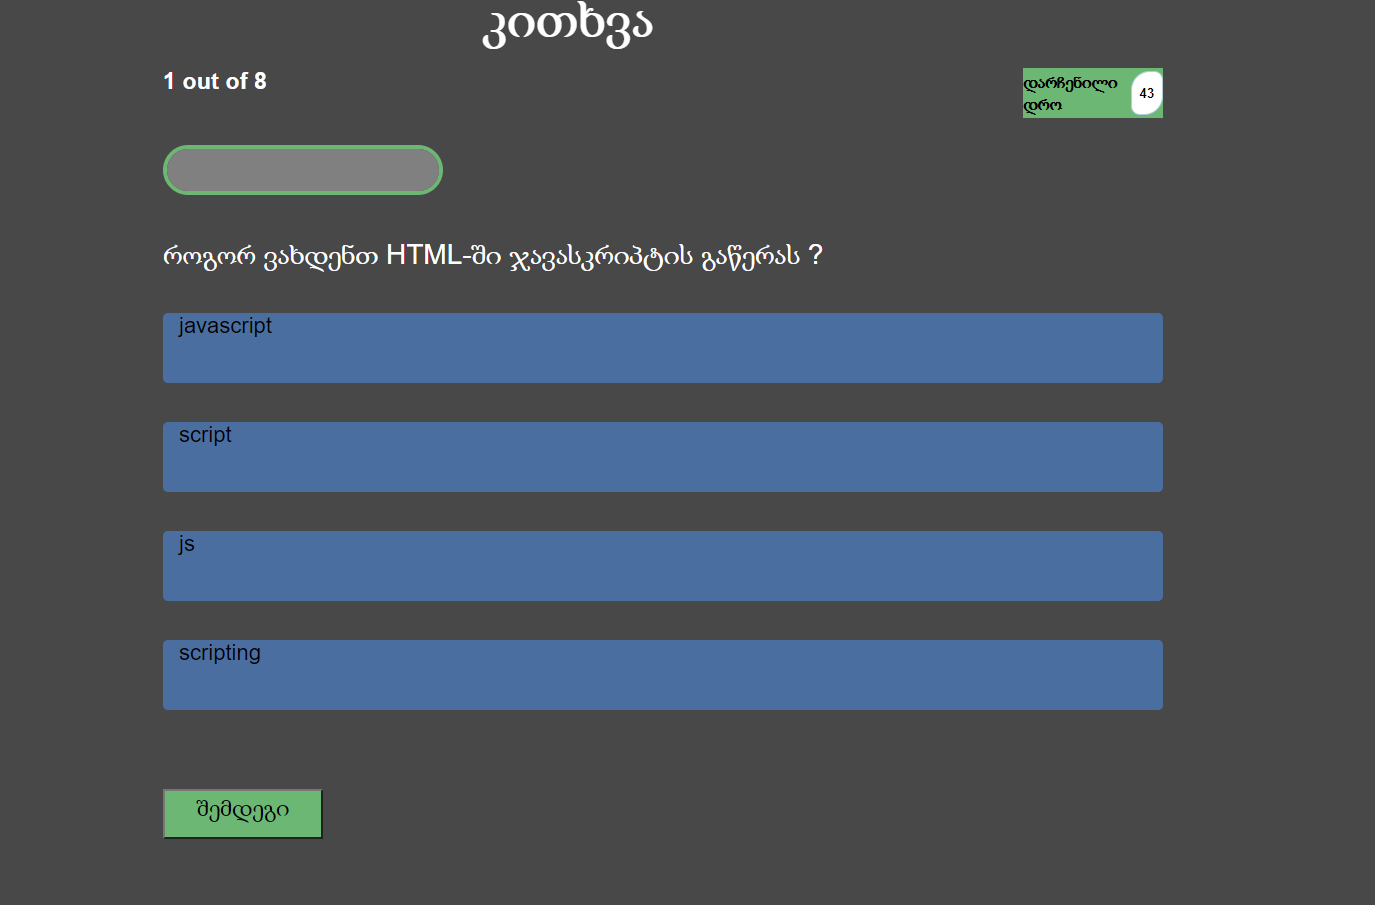 კითხვა
1 out of 8
დარჩენილი
დრო
43
როგორ ვახდენთ HTML-ში ჯავასკრიპტის გაწერას ?
javascript
script
js
scripting
შემდეგი